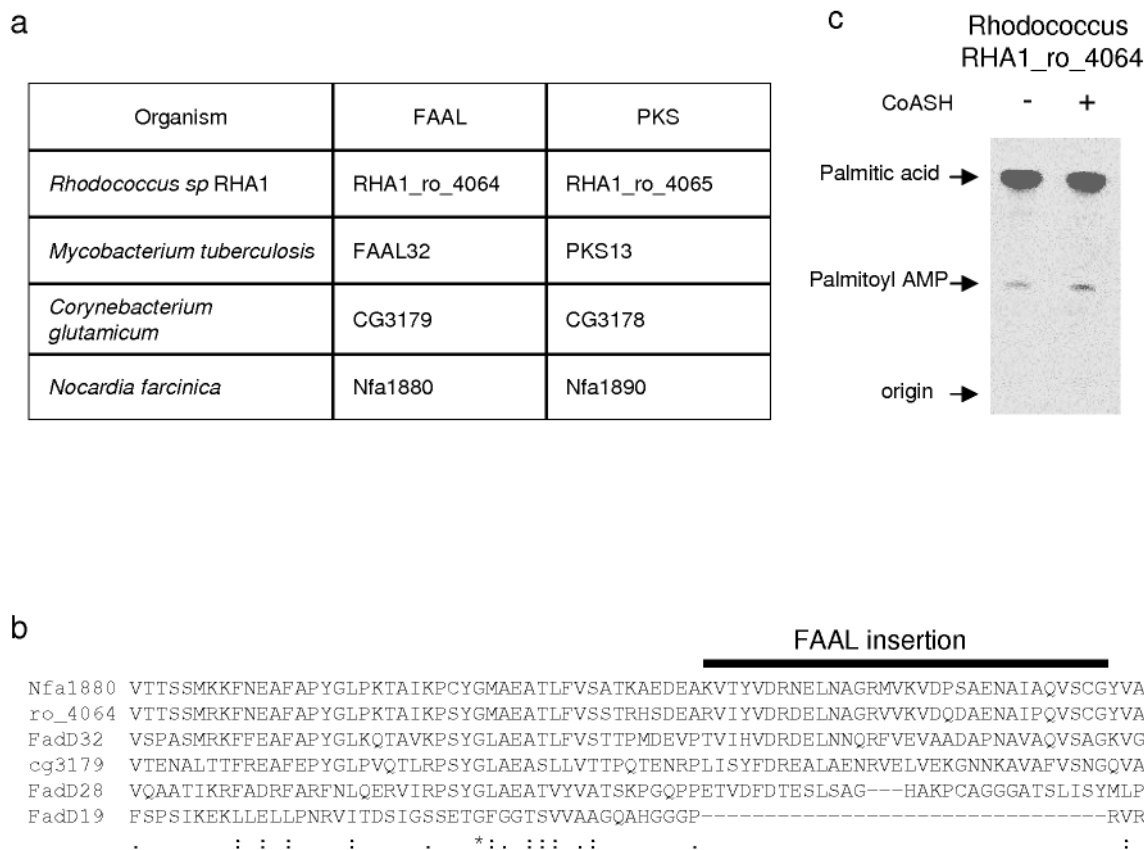 a
Organism FAAL PKS
Rhodococcus sp RHA1 RHA1_ro_4064 RHA1_ro_4065
Mycobacterium tuberculosis FAAL32 PKS13
Corynebacterium
glutamicum CG3179 CG3178
Nocardia farcinica Nfa1880 Nfa1890
c
Rhodococcus
RHA1_ro_4064
CoASH - +
Palmitic acid
Palmitoyl AMP
origin
b
FAAL insertion
Nfa1880 VTTSSMKKFNEAFAPYGLPKTAIKPCYGMAEATLFVSATKAEDEAKVTYVDRNELNAGRMVKVDPSAENAIAQVSCGYVA
ro_4064 VTTSSMRKFNEAFAPYGLPKTAIKPSYGMAEATLFVSSTRHSDEARVIYVDRDELNAGRVVKVDQDAENAIPQVSCGYVA
FadD32 VSPASMRKFFEAFAPYGLKQTAVKPSYGLAEATLFVSTTPMDEVPTVIHVDRDELNNQRFVEVAADAPNAVAQVSAGKVG
cg3179 VTENALTTFREAFEPYGLPVQTLRPSYGLAEASLLVTTPQTENRPLISYFDREALAENRVELVEKGNNKAVAFVSNGQVA
FadD28 VQAATIKRFADRFARFNLQERVIRPSYGLAEATVYVATSKPGQPPETVDFDTESLSAG---HAKPCAGGGATSLISYMLP
FadD19 FSPSIKEKLLELLPNRVITDSIGSSETGFGGTSVVAAGQAHGGGP--------------------------------RVR
. : : : : . *:. ::: : : . :